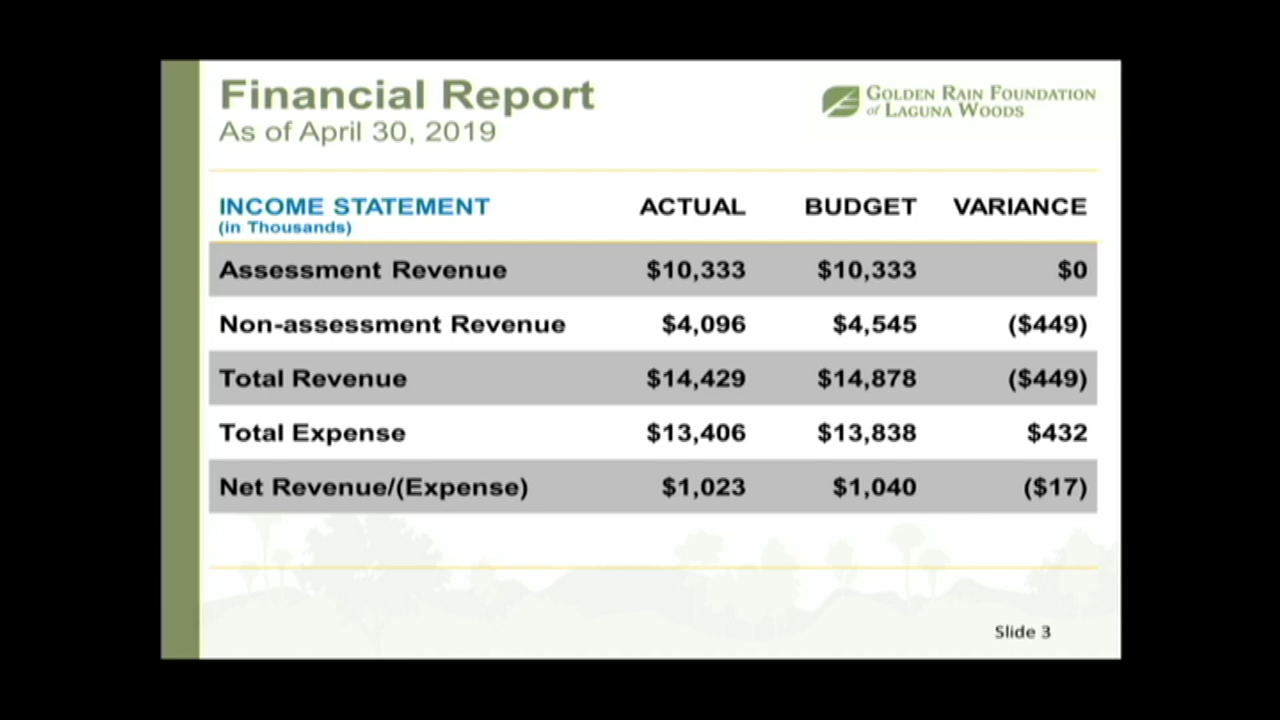 Financial Report
As of April 30, 2019
GOLDEN RAIN FOUNDATION
of LAGUNA WOODS
INCOME STATEMENT ACTUAL BUDGET VARIANCE
(in Thousands)
Assessment Revenue $10,333 $10,333 $0
Non-assessment Revenue $4,096 $4,545 ($449)
Total Revenue $14,429 $14,878 ($449)
Total Expense $13,406 $13,838 $432
Net Revenue/(Expense) $1,023 $1,040 ($17)
Slide 3